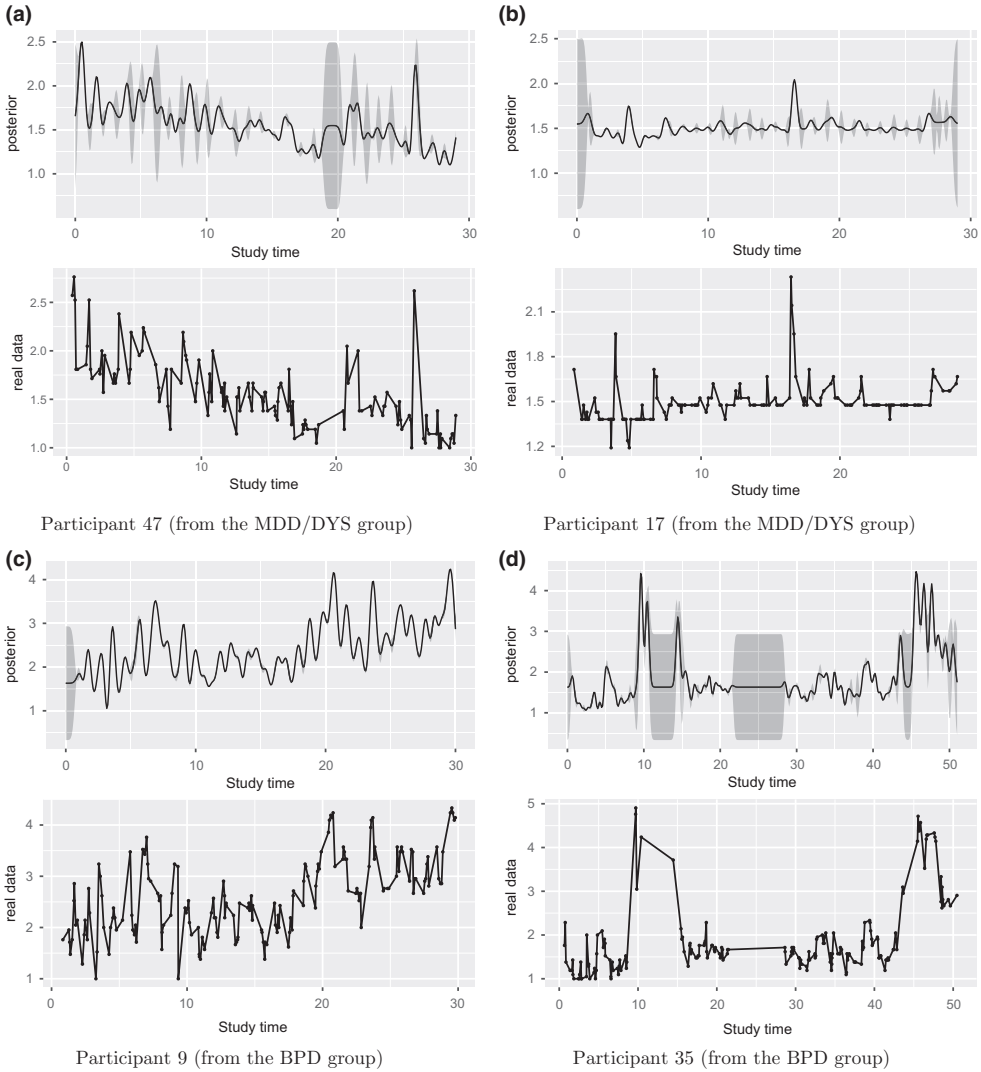 (a)
posterior
2.5
2.0
1.5
1.0
0 10 20 30
Study time
real data
2.5
2.0
1.5
1.0
0 10 20 30
Study time
Participant 47 (from the MDD/DYS group)
(b)
posterior
2.5
2.0
1.5
1.0
0 10 20 30
Study time
real data
2.1
1.8
1.5
1.2
0 10 20
Study time
Participant 17 (from the MDD/DYS group)
(c)
posterior
4
3
2
1
0 10 20 30
Study time
real data
4
3
2
1
0 10 20 30
Study time
Participant 9 (from the BPD group)
(d)
posterior
4
3
2
1
0 10 20 30 40 50
Study time
real data
5
4
3
2
1
0 10 21 30 40 50
Study time
Participant 35 (from the BPD group)